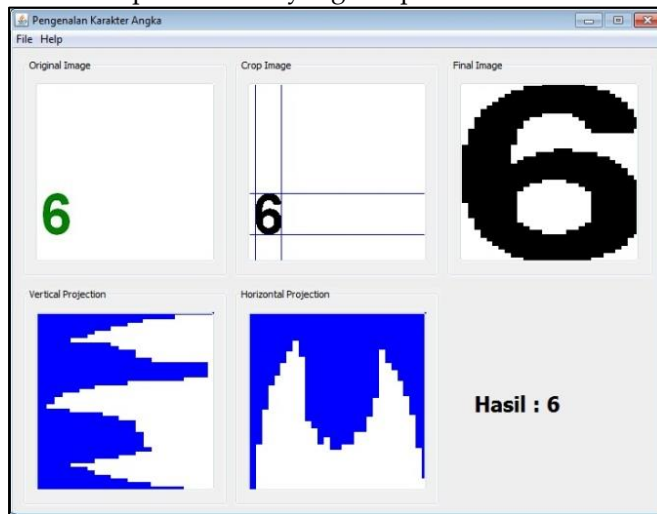 Pengenalan Karakter Angka
File Help
Original Image
Crop Image
Final Image
6
6
6
Vertical Projection
Horizontal Projection
Hasil : 6